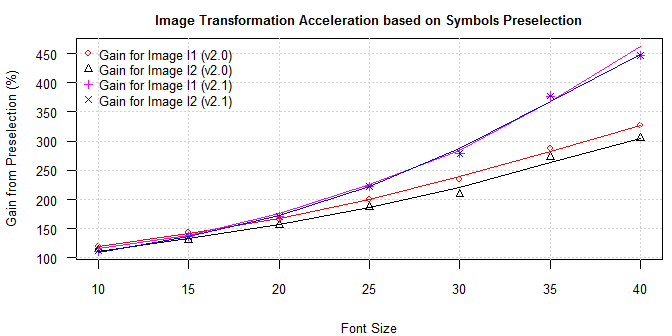 Image Transformation Acceleration based on Symbols Preselection
Gain from Preselection (%)
450
400
350
300
250
200
150
100
Gain for Image I1 (v2.0)
Gain for Image I2 (v2.0)
Gain for Image I1 (v2.1)
Gain for Image I2 (v2.1)
10 15 20 25 30 35 40
Font Size